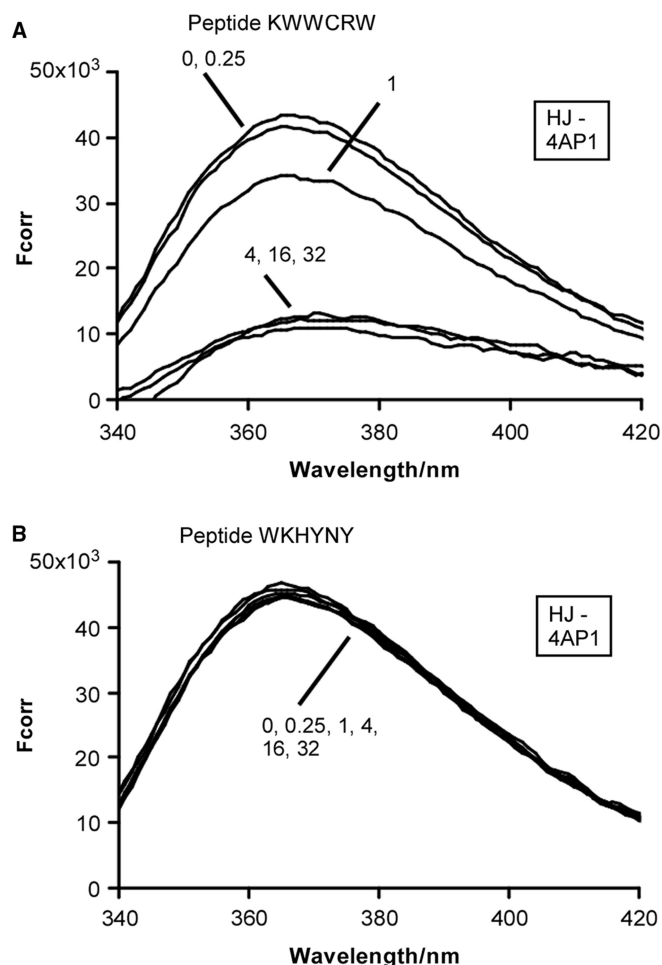 A
Peptide KWWCRW
0, 0.25
1
50x10³
40
30
20
10
0
Fcorr
HJ -
4AP1
4, 16, 32
340
360
380
400
420
Wavelength/nm
B
Peptide WKHYNY
50x10³
40
30
20
10
0
Fcorr
HJ -
4AP1
0, 0.25, 1, 4,
16, 32
340
360
380
400
420
Wavelength/nm